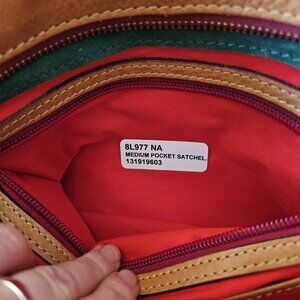 8L977 NA
MEDIUM POCKET SATCHEL
131919603